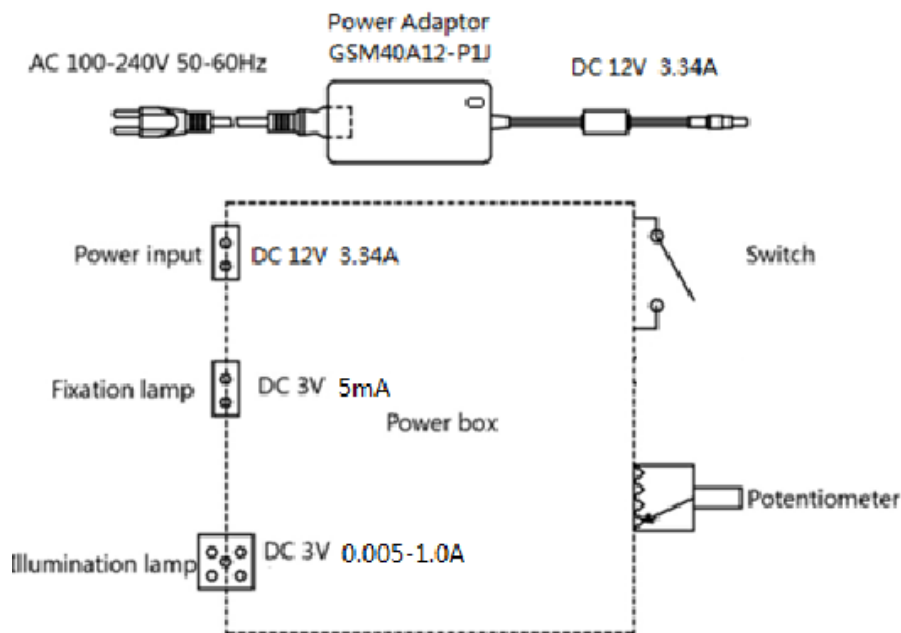 Power Adaptor
GSM40A12-P1J
AC 100-240V 50-60Hz
DC 12V 3.34A
Power input
DC 12V 3.34A
Switch
Fixation lamp
DC 3V 5mA
Power box
Potentiometer
Illumination lamp
DC 3V 0.005-1.0A